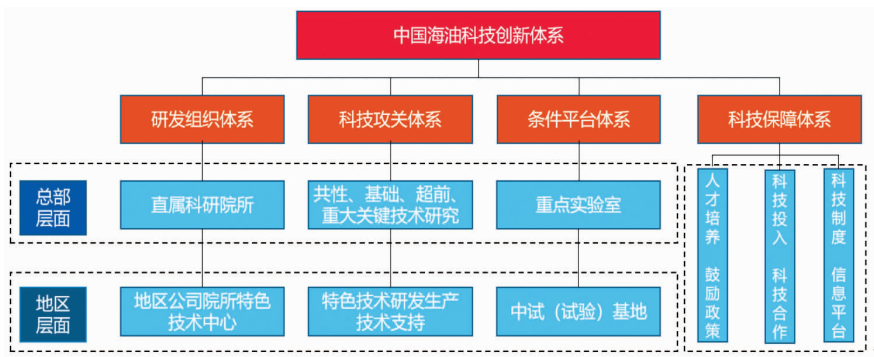 中国海油科技创新体系
研发组织体系
科技攻关体系
条件平台体系
科技保障体系
总部
层面
直属科研院所
共性、基础、超前、
重大关键技术研究
重点实验室
地区
层面
地区公司院所特色
技术中心
特色技术研发生产
技术支持
中试（试验）基地
人才培养 鼓励政策
科技投入 科技合作
科技制度 信息平台